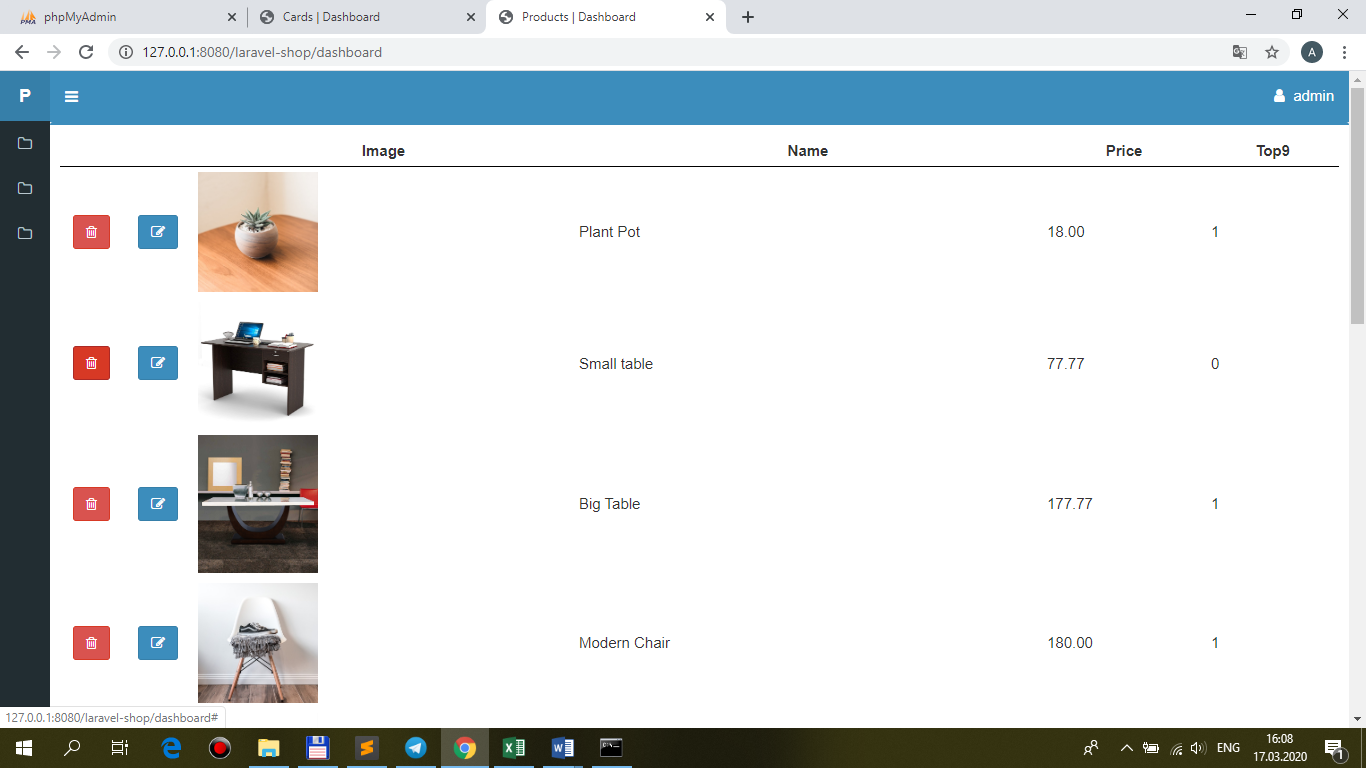 phpMyAdmin
Cards | Dashboard
Products | Dashboard
127.0.0.1:8080/laravel-shop/dashboard
A
P
admin
Image Name Price Top9
Plant Pot 18.00 1
Small table 77.77 0
Big Table 177.77 1
Modern Chair 180.00 1
127.0.0.1:8080/laravel-shop/dashboard#
ENG
16:08
17.03.2020
1